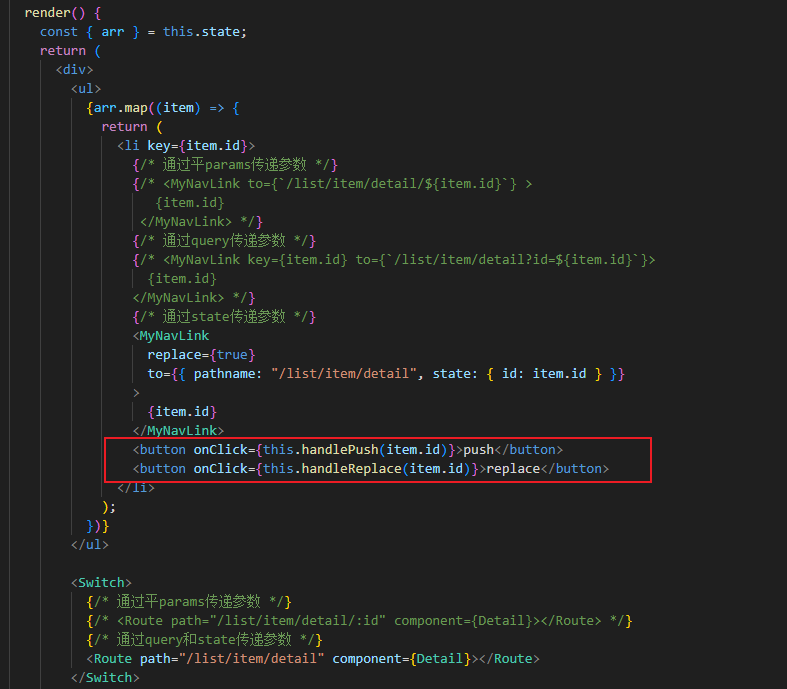 render() {
const { arr } = this.state;
return (
<div>
<ul>
{arr.map((item) => {
return (
<li key={item.id}>
{/* 通过平params传递参数 */}
{/* <MyNavLink to={`/list/item/detail/${item.id}`} >
{item.id}
</MyNavLink> */}
{/* 通过query传递参数 */}
{/* <MyNavLink key={item.id} to={`/list/item/detail?id=${item.id}`}>
{item.id}
</MyNavLink> */}
{/* 通过state传递参数 */}
<MyNavLink
replace={true}
to={{ pathname: "/list/item/detail", state: { id: item.id } }}
>
{item.id}
</MyNavLink>
<button onClick={this.handlePush(item.id)}>push</button>
<button onClick={this.handleReplace(item.id)}>replace</button>
</li>
);
})}
</ul>
<Switch>
{/* 通过平params传递参数 */}
{/* <Route path="/list/item/detail/:id" component={Detail}></Route> */}
{/* 通过query和state传递参数 */}
<Route path="/list/item/detail" component={Detail}></Route>
</Switch>